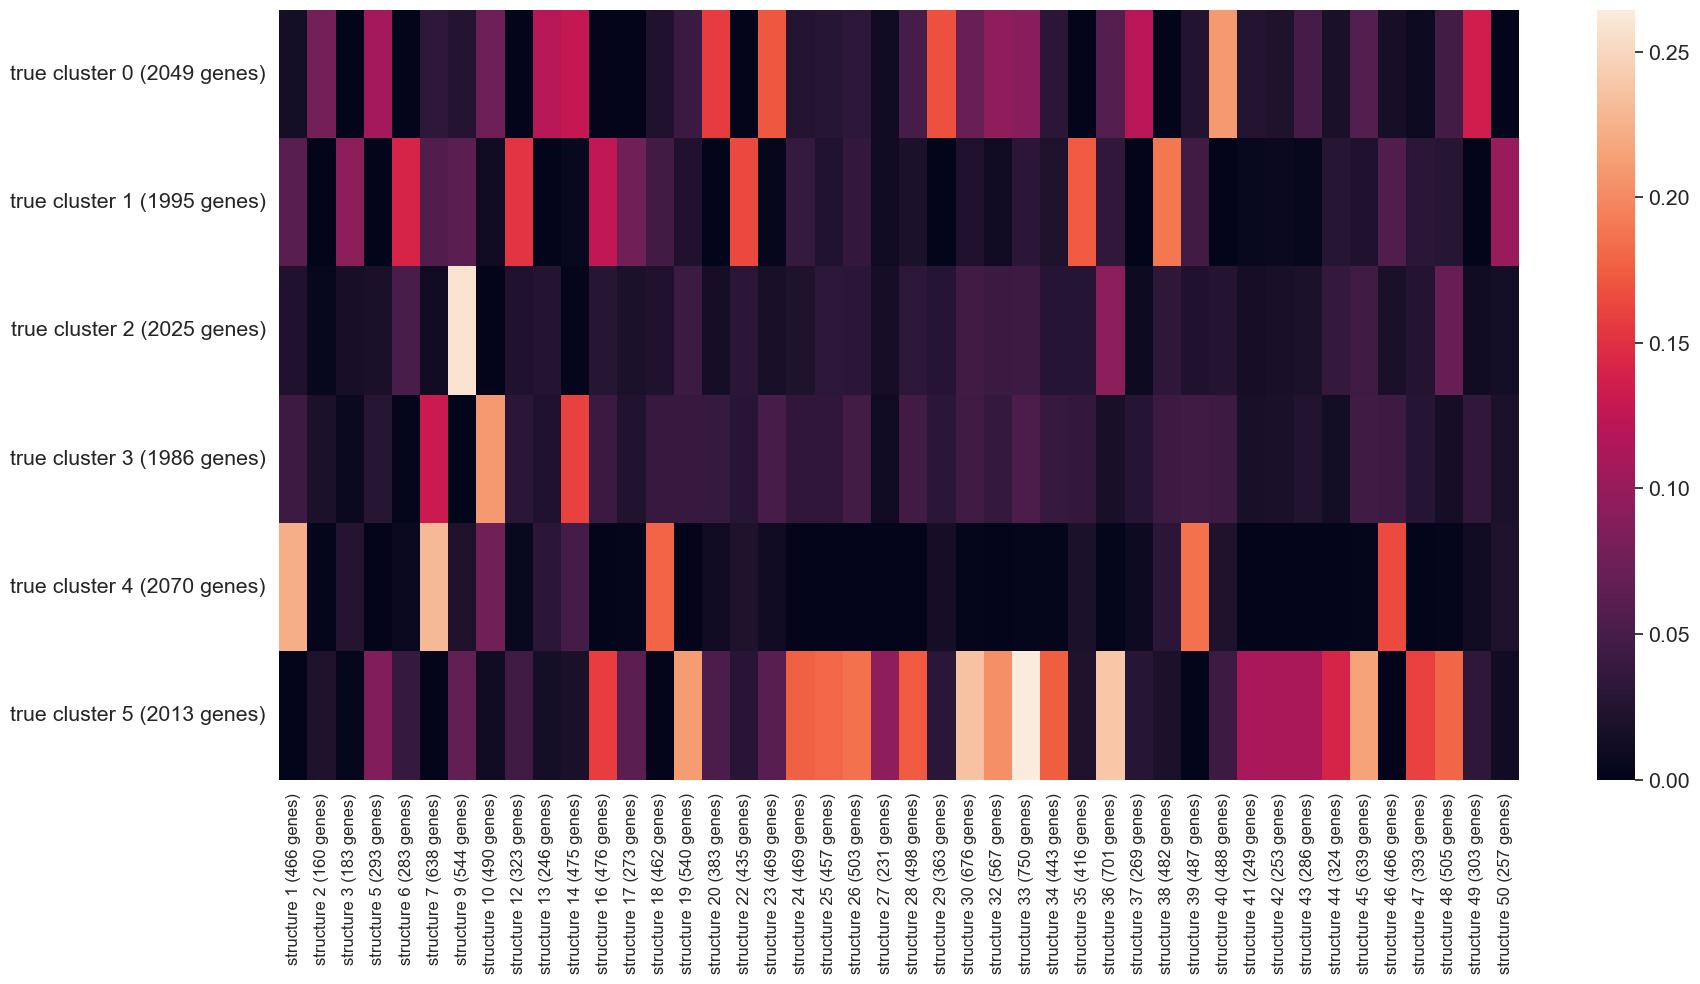 true cluster 0 (2049 genes)
true cluster 1 (1995 genes)
true cluster 2 (2025 genes)
true cluster 3 (1986 genes)
true cluster 4 (2070 genes)
true cluster 5 (2013 genes)
structure 1 (466 genes)
structure 2 (160 genes)
structure 3 (183 genes)
structure 5 (293 genes)
structure 6 (283 genes)
structure 7 (638 genes)
structure 9 (544 genes)
structure 10 (490 genes)
structure 12 (323 genes)
structure 13 (246 genes)
structure 14 (475 genes)
structure 16 (476 genes)
structure 17 (273 genes)
structure 18 (462 genes)
structure 19 (540 genes)
structure 20 (383 genes)
structure 22 (435 genes)
structure 23 (469 genes)
structure 24 (469 genes)
structure 25 (457 genes)
structure 26 (503 genes)
structure 27 (231 genes)
structure 28 (498 genes)
structure 29 (363 genes)
structure 30 (676 genes)
structure 32 (567 genes)
structure 33 (750 genes)
structure 34 (443 genes)
structure 35 (416 genes)
structure 36 (701 genes)
structure 37 (269 genes)
structure 38 (482 genes)
structure 39 (487 genes)
structure 40 (488 genes)
structure 41 (249 genes)
structure 42 (253 genes)
structure 43 (286 genes)
structure 44 (324 genes)
structure 45 (639 genes)
structure 46 (466 genes)
structure 47 (393 genes)
structure 48 (505 genes)
structure 49 (303 genes)
structure 50 (257 genes)
0.25
0.20
0.15
0.10
0.05
0.00